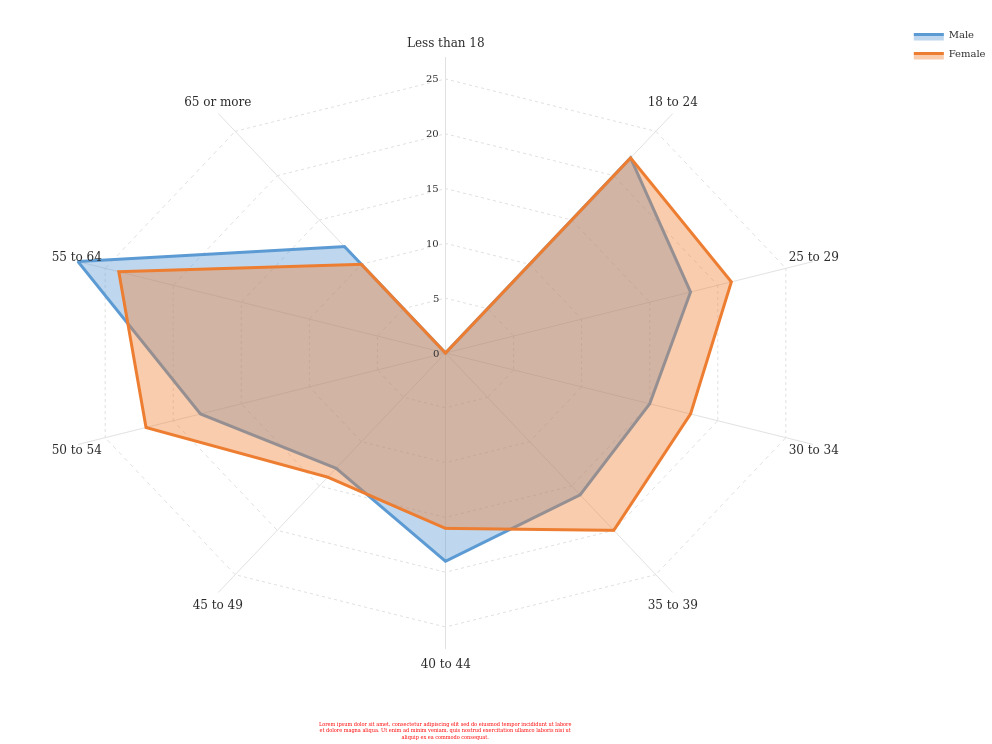 Less than 18
Male
Female
25
65 or more
18 to 24
20
15
10
55 to 64
25 to 29
5
0
50 to 54
30 to 34
45 to 49
35 to 39
40 to 44
Lorem ipsum dolor sit amet, consectetur adipiscing elit sed do eiusmod tempor incididunt ut labore
et dolore magna aliqua. Ut enim ad minim veniam, quis nostrud exercitation ullamco laboris nisi ut
aliquip ex ea commodo consequat.